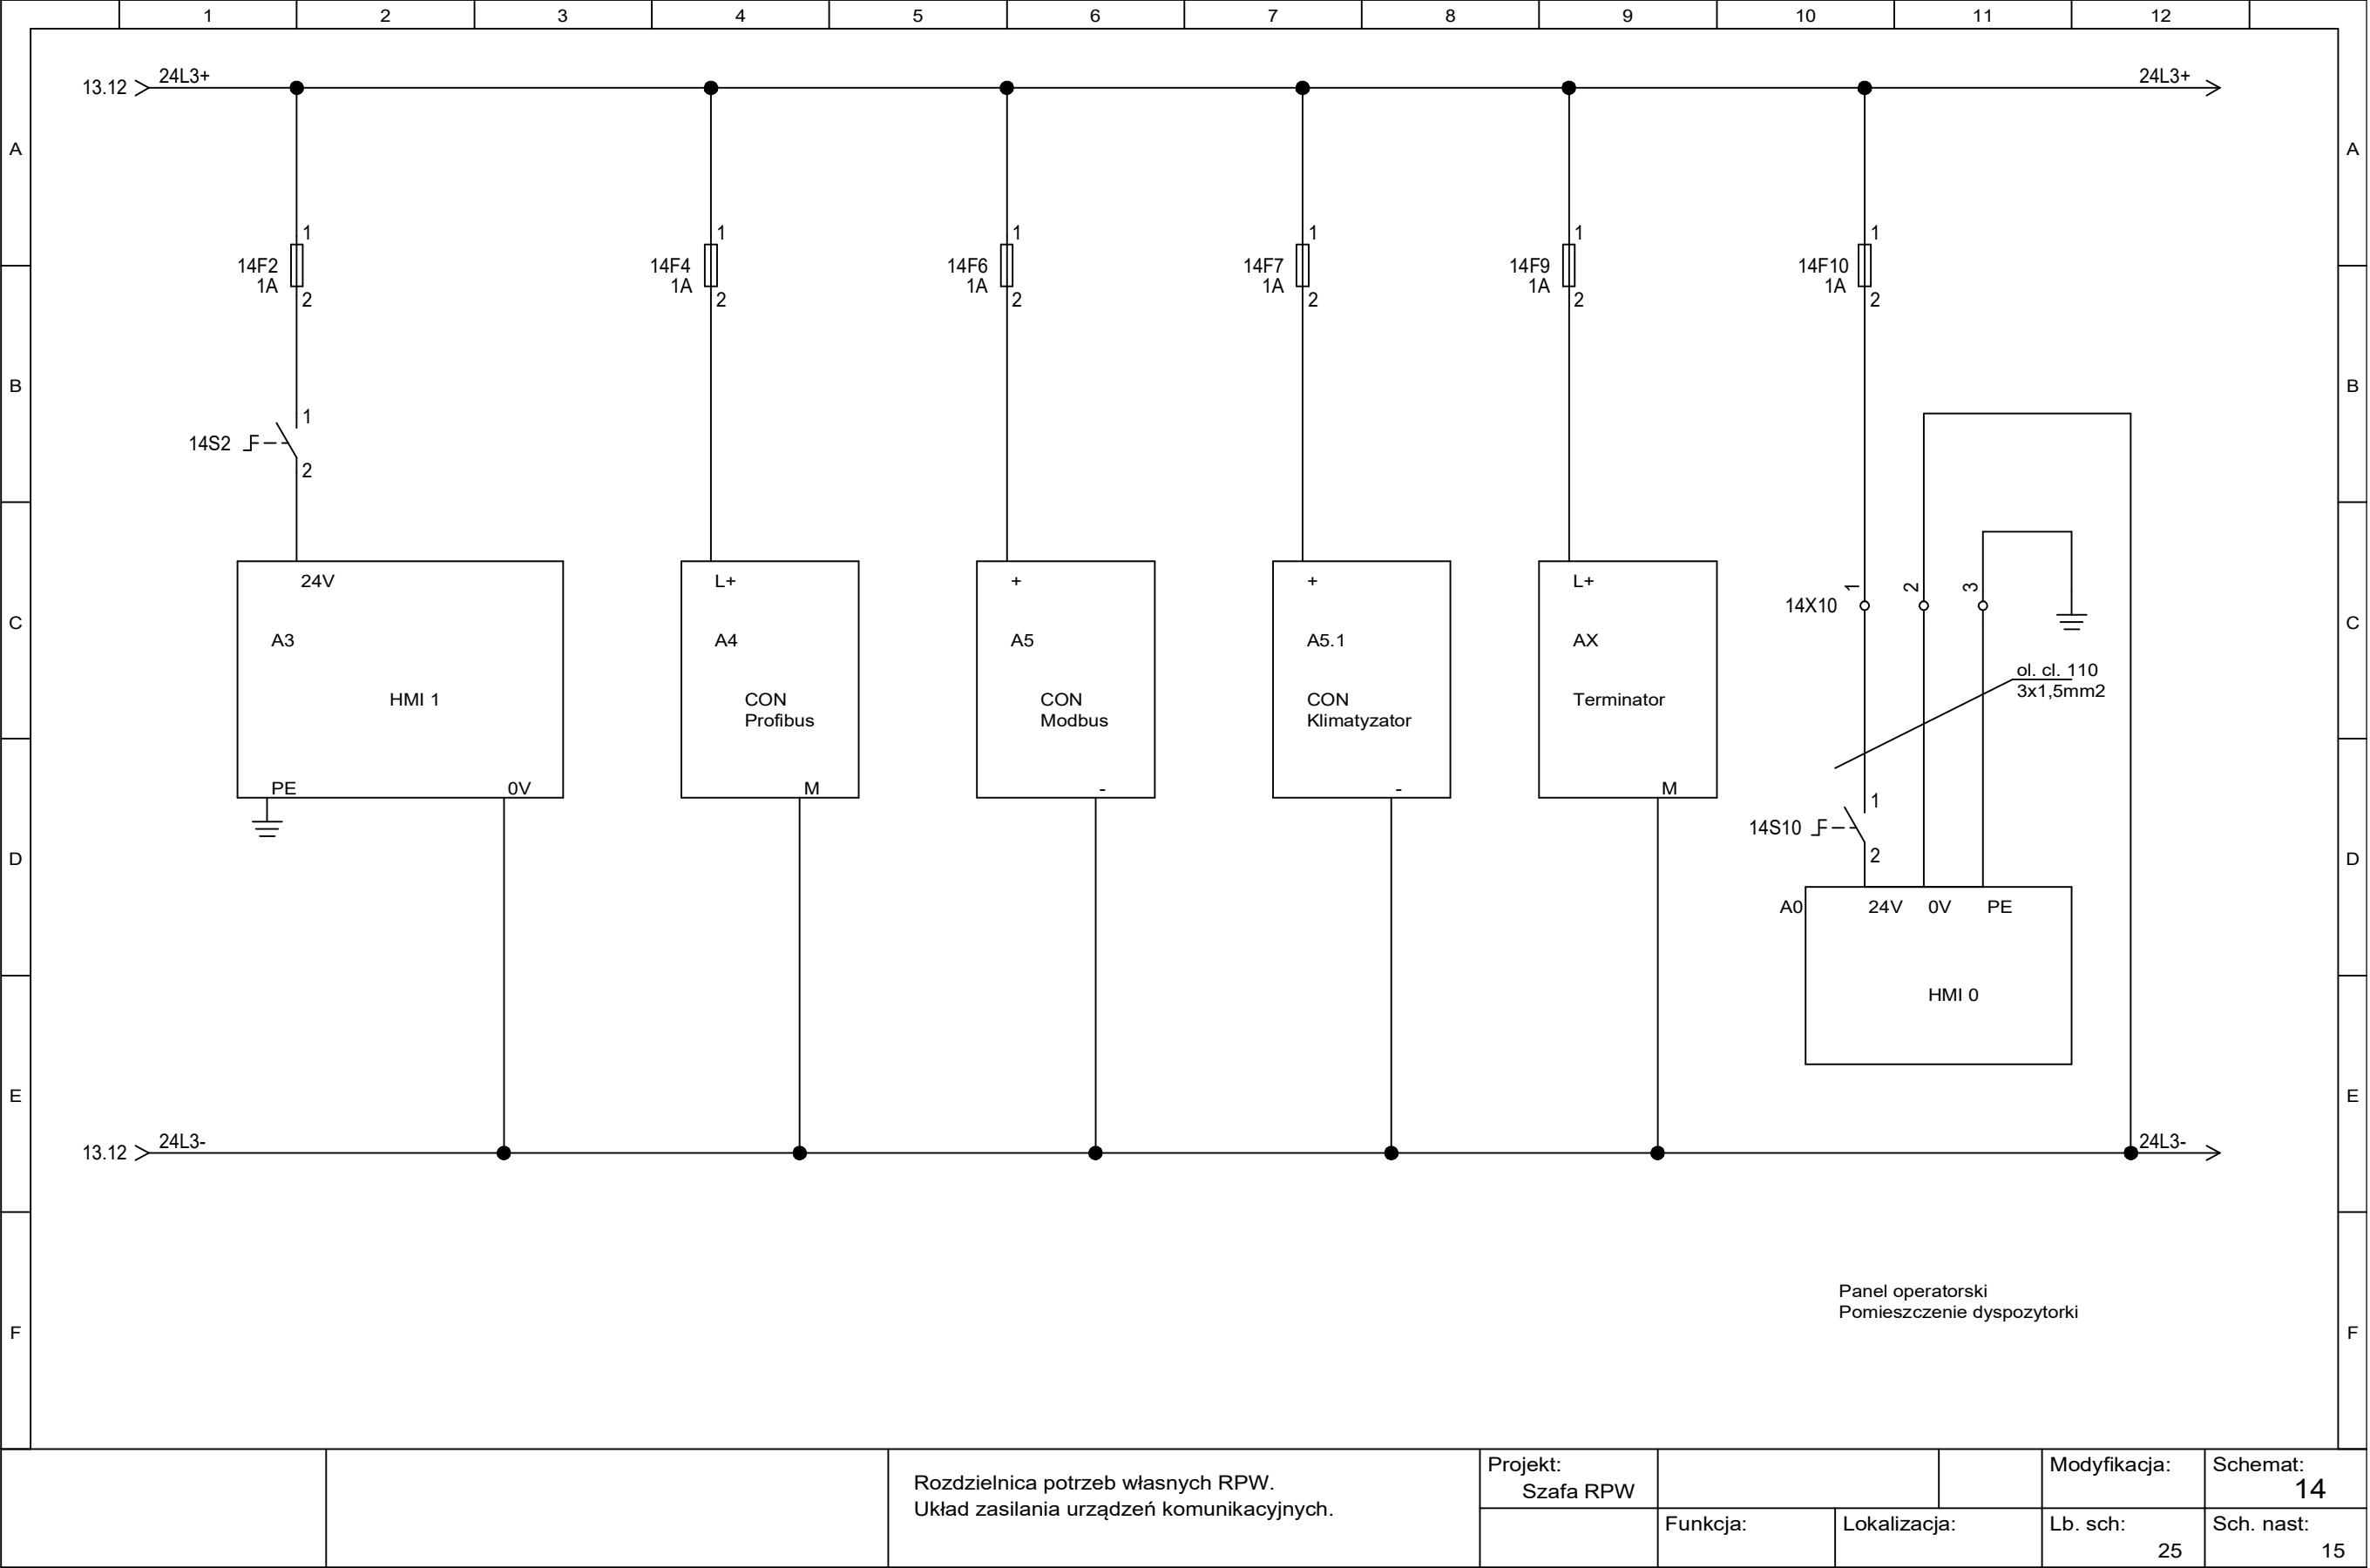 1 2 3 4 5 6 7 8 9 10 11 12
13.12 24L3+ 24L3+
A A
1 1 1 1 1 1
14F2 14F4 14F6 14F7 14F9 14F10
1A 1A 1A 1A 1A 1A
2 2 2 2 2 2
B B
1
14S2
2
24V L+ + + L+
14X10 1 2 3
C C
A3 A4 A5 A5.1 AX
ol. cl. 110
3x1,5mm2
HMI 1 CON CON CON Terminator
Profibus Modbus Klimatyzator
PE 0V M - - M
1
14S10
2
D D
A0 24V 0V PE
HMI 0
E E
13.12 24L3- 24L3-
Panel operatorski
Pomieszczenie dyspozytorki
F F
Rozdzielnica potrzeb własnych RPW.
Układ zasilania urządzeń komunikacyjnych.
Projekt:
Szafa RPW
Modyfikacja:
Schemat:
14
Funkcja:
Lokalizacja:
Lb. sch:
25
Sch. nast:
15